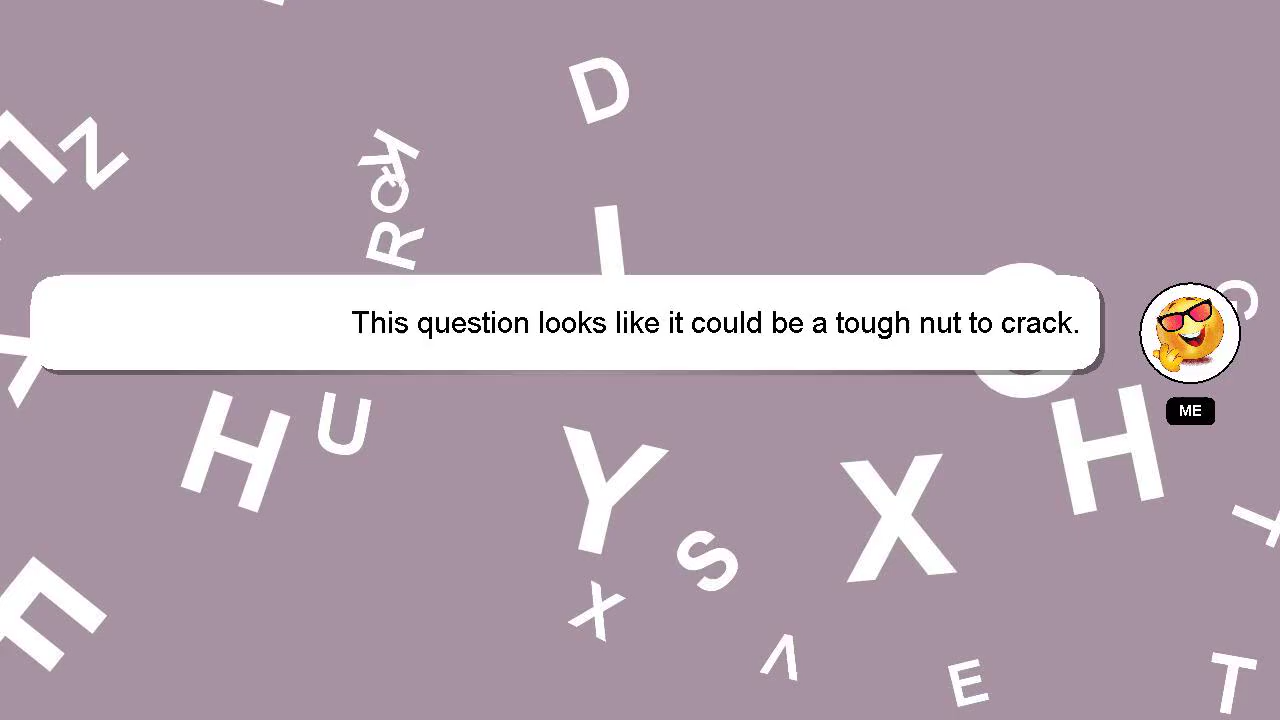 D
Z
K
O
R
I
This question looks like it could be a tough nut to crack.
G
ME
H
U
H
Y
X
S
T
X
V
E
T